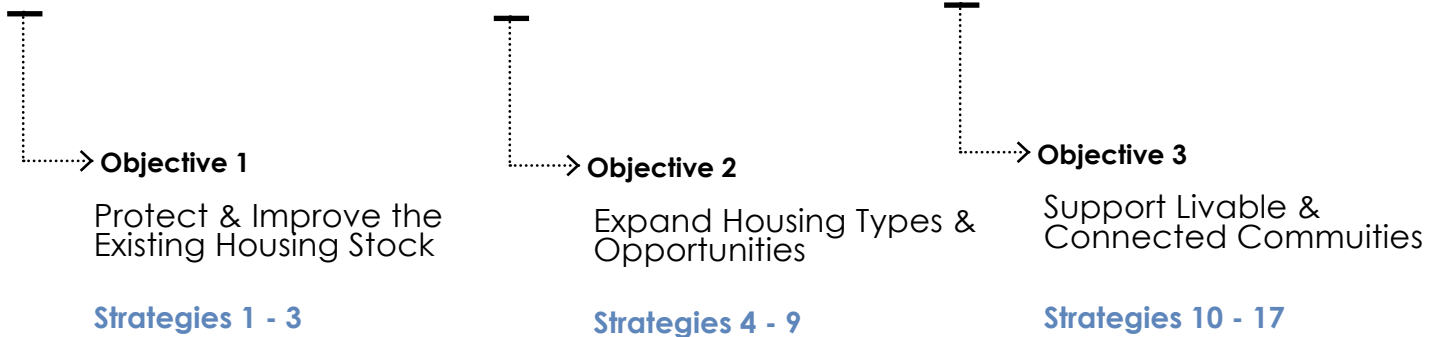 Objective 1
Protect & Improve the
Existing Housing Stock
Strategies 1 - 3
Objective 2
Expand Housing Types &
Opportunities
Strategies 4 - 9
Objective 3
Support Livable &
Connected Commuities
Strategies 10 - 17